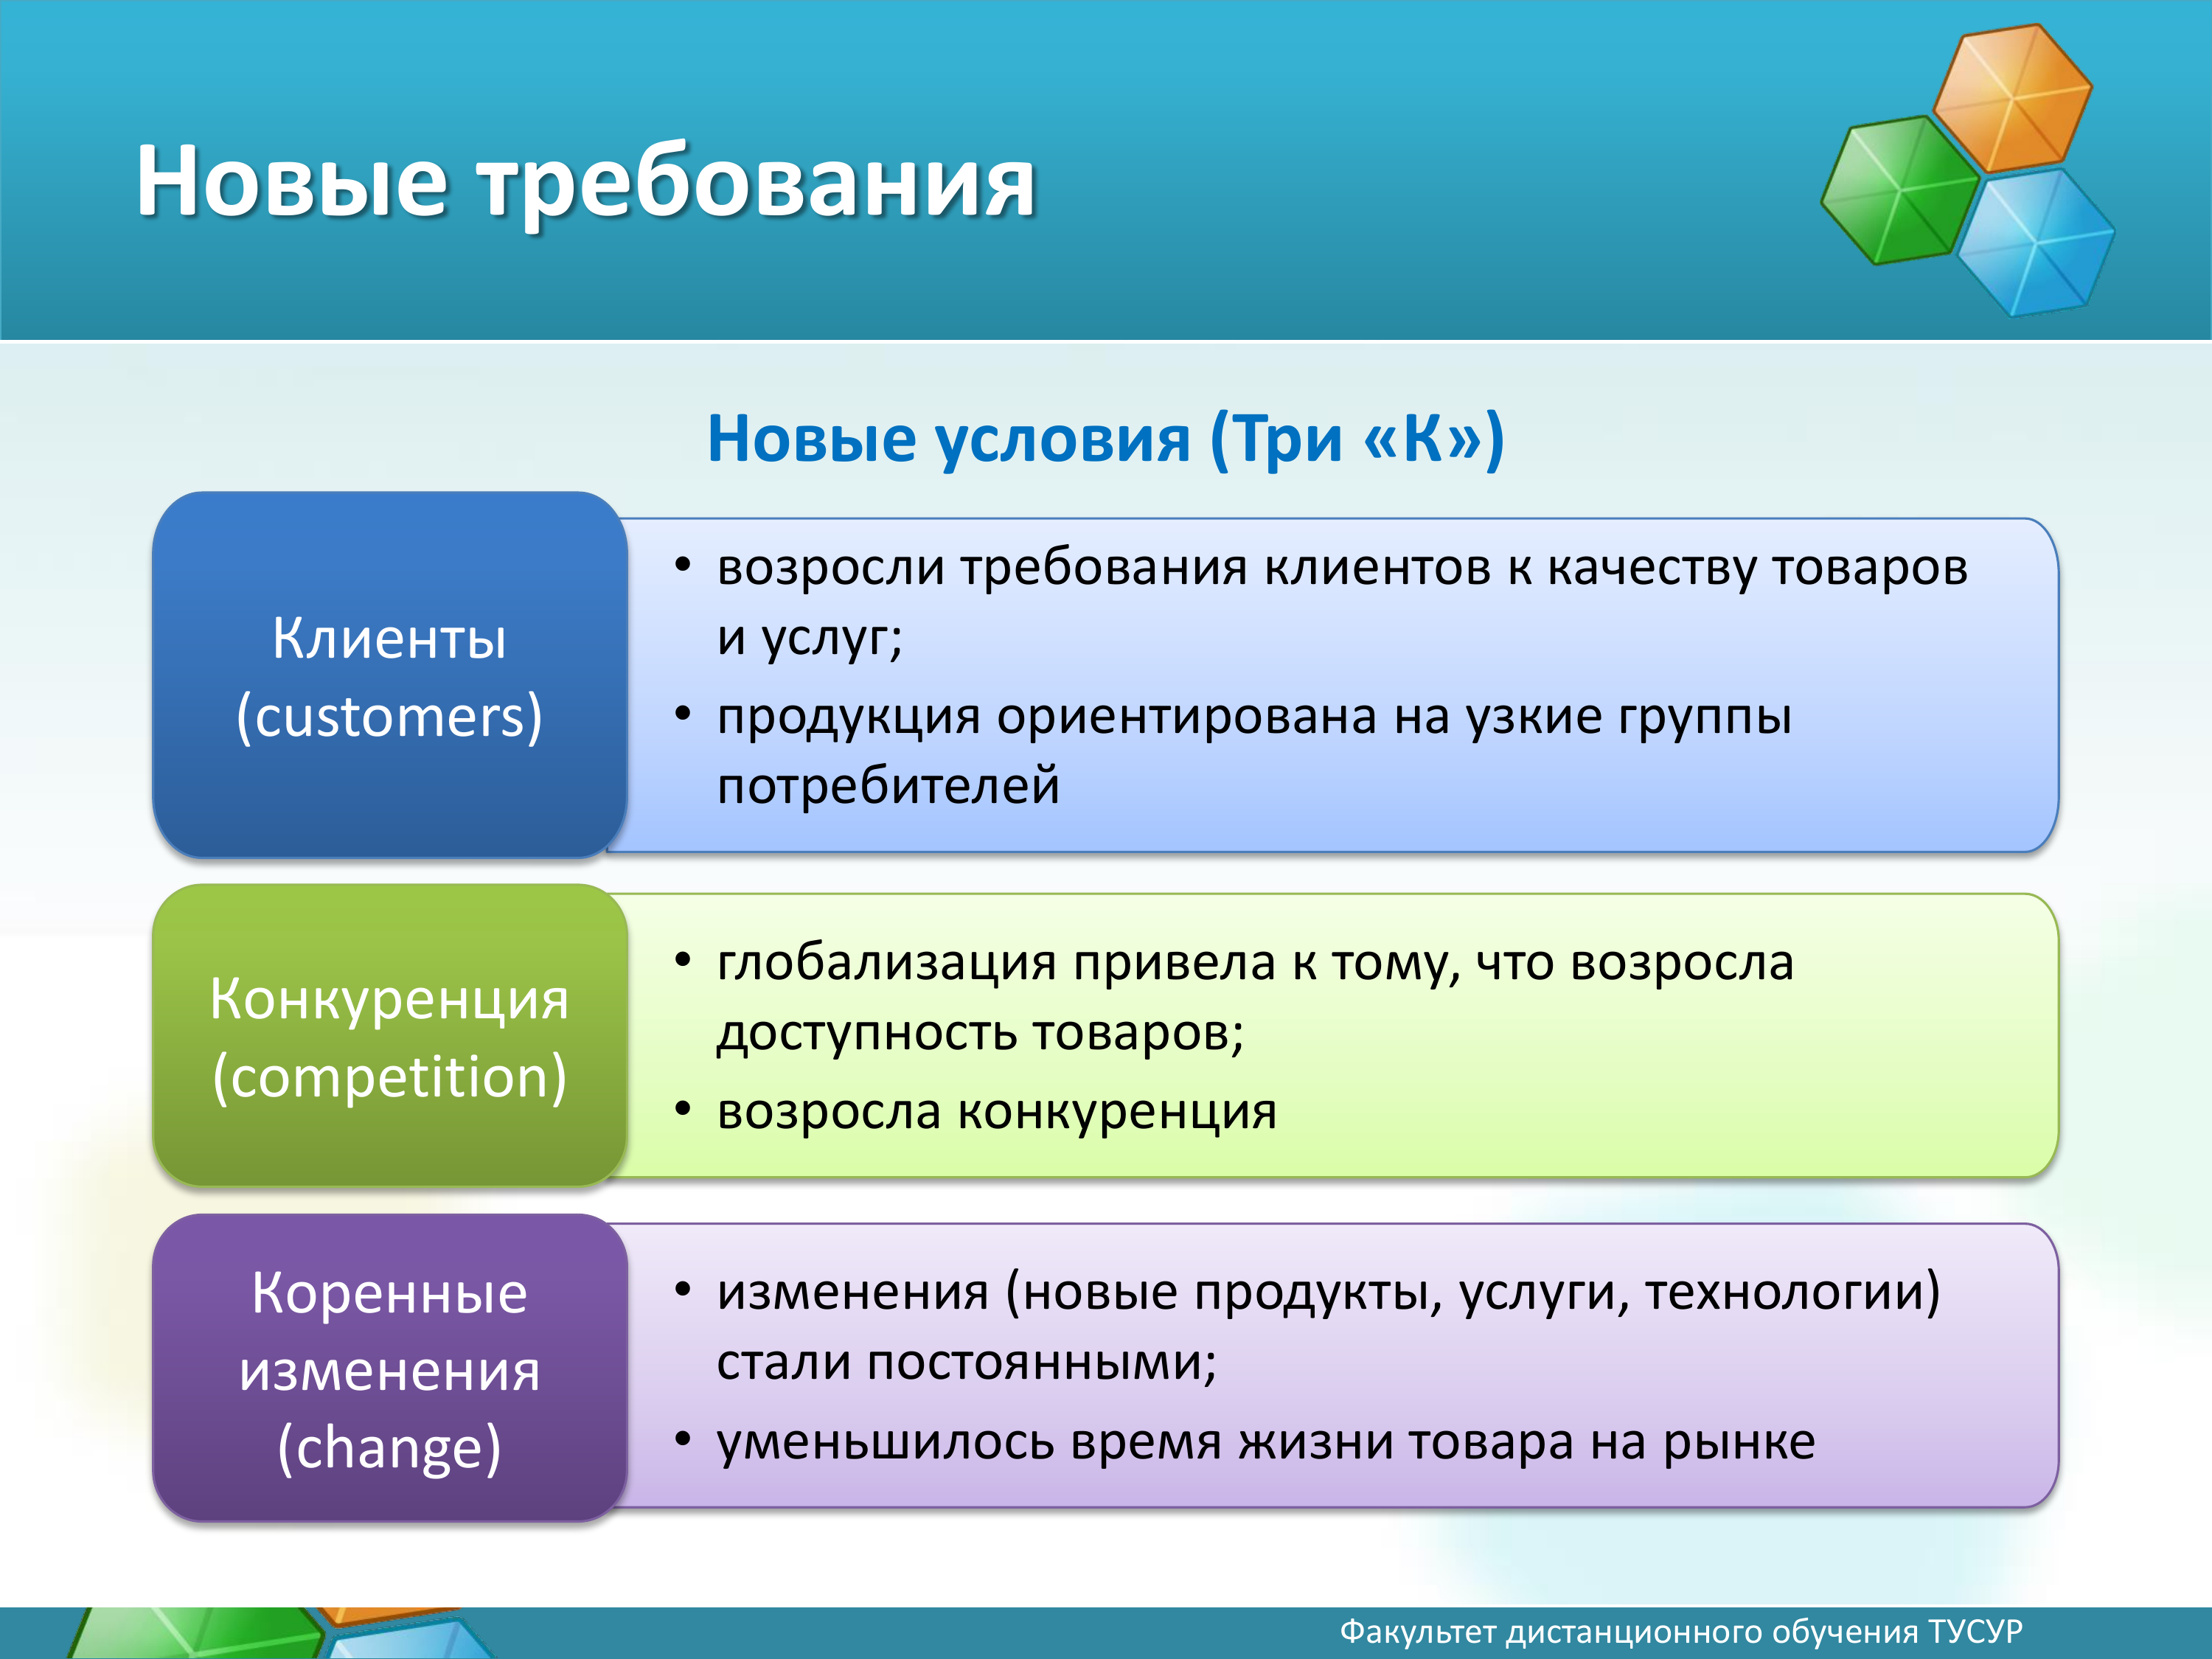 Новые требования
Новые условия (Три «К»)
Клиенты
(customers)
• возросли требования клиентов к качеству товаров
и услуг;
• продукция ориентирована на узкие группы
потребителей
Конкуренция
(competition)
• глобализация привела к тому, что возросла
доступность товаров;
• возросла конкуренция
Коренные
изменения
(change)
• изменения (новые продукты, услуги, технологии)
стали постоянными;
• уменьшилось время жизни товара на рынке
Факультет дистанционного обучения ТУСУР